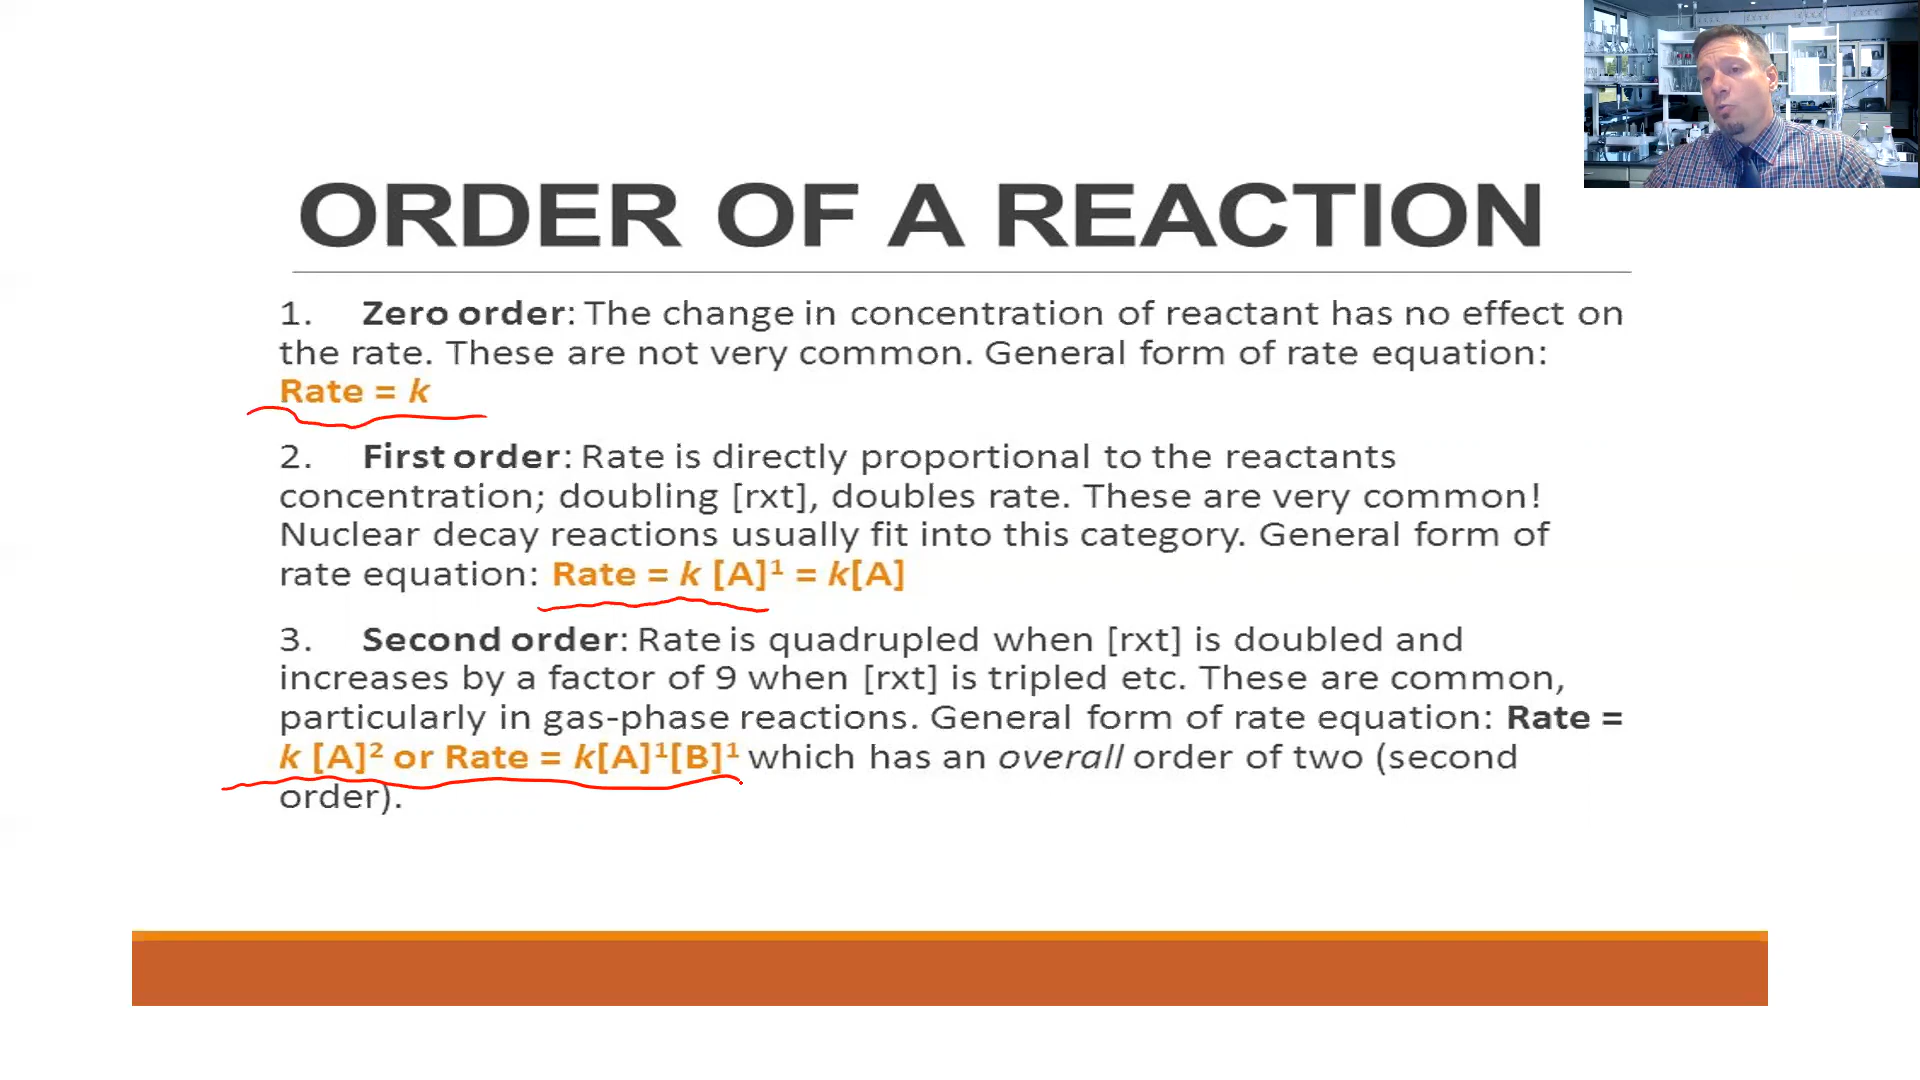 ORDER OF A REACTION
1. Zero order: The change in concentration of reactant has no effect on
the rate. These are not very common. General form of rate equation:
Rate = k
2. First order: Rate is directly proportional to the reactants
concentration; doubling [rxt], doubles rate. These are very common!
Nuclear decay reactions usually fit into this category. General form of
rate equation: Rate = k [A]¹ = k[A]
3. Second order: Rate is quadrupled when [rxt] is doubled and
increases by a factor of 9 when [rxt] is tripled etc. These are common,
particularly in gas-phase reactions. General form of rate equation: Rate =
k [A]² or Rate = k[A]¹[B]¹ which has an overall order of two (second
order).